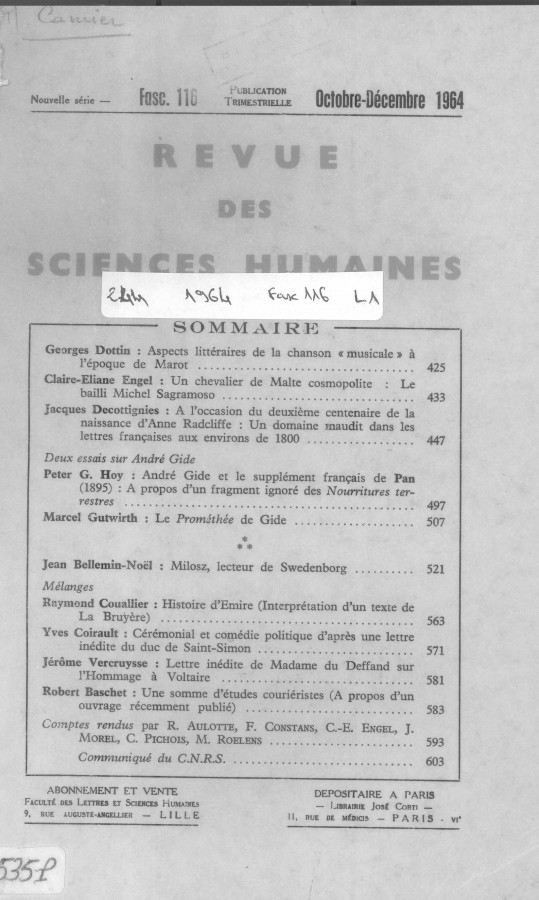 Camier
Nouvelle série — Fasc. 116 PUBLICATION TRIMESTRIELLE Octobre-Décembre 1964
REVUE
DES
SCIENCES HUMAINES
1964 Fasc 116 L1
SOMMAIRE
Georges Dottin : Aspects littéraires de la chanson « musicale » à
l'époque de Marot .................................. 425
Claire-Eliane Engel : Un chevalier de Malte cosmopolite : Le
bailli Michel Sagramoso .............................. 433
Jacques Decottignies : A l'occasion du deuxième centenaire de la
naissance d'Anne Radcliffe : Un domaine maudit dans les
lettres françaises aux environs de 1800 ................. 447
Deux essais sur André Gide
Peter G. Hoy : André Gide et le supplément français de Pan
(1895) : A propos d'un fragment ignoré des Nourritures ter-
restres .............................................. 497
Marcel Gutwirth : Le Prométhée de Gide .................. 507
*
* *
Jean Bellemin-Noël : Milosz, lecteur de Swedenborg .......... 521
Mélanges
Raymond Couallier : Histoire d'Emire (Interprétation d'un texte de
La Bruyère) ........................................ 563
Yves Coirault : Cérémonial et comédie politique d'après une lettre
inédite du duc de Saint-Simon ......................... 571
Jérôme Vercruysse : Lettre inédite de Madame du Deffand sur
l'Hommage à Voltaire ................................ 581
Robert Baschet : Une somme d'études couriéristes (A propos d'un
ouvrage récemment publié) ........................... 583
Comptes rendus par R. AULOTTE, F. CONSTANS, C.-E. ENGEL, J.
MOREL, C. PICHOIS, M. ROELENS ....................... 593
Communiqué du C.N.R.S. ............................. 603
ABONNEMENT ET VENTE
FACULTÉ DES LETTRES ET SCIENCES HUMAINES
9, RUE AUGUSTE-ANGELLIER — LILLE
DEPOSITAIRE A PARIS
— LIBRAIRIE JOSÉ CORTI —
11, RUE DE MÉDICIS — PARIS - VIe
535P